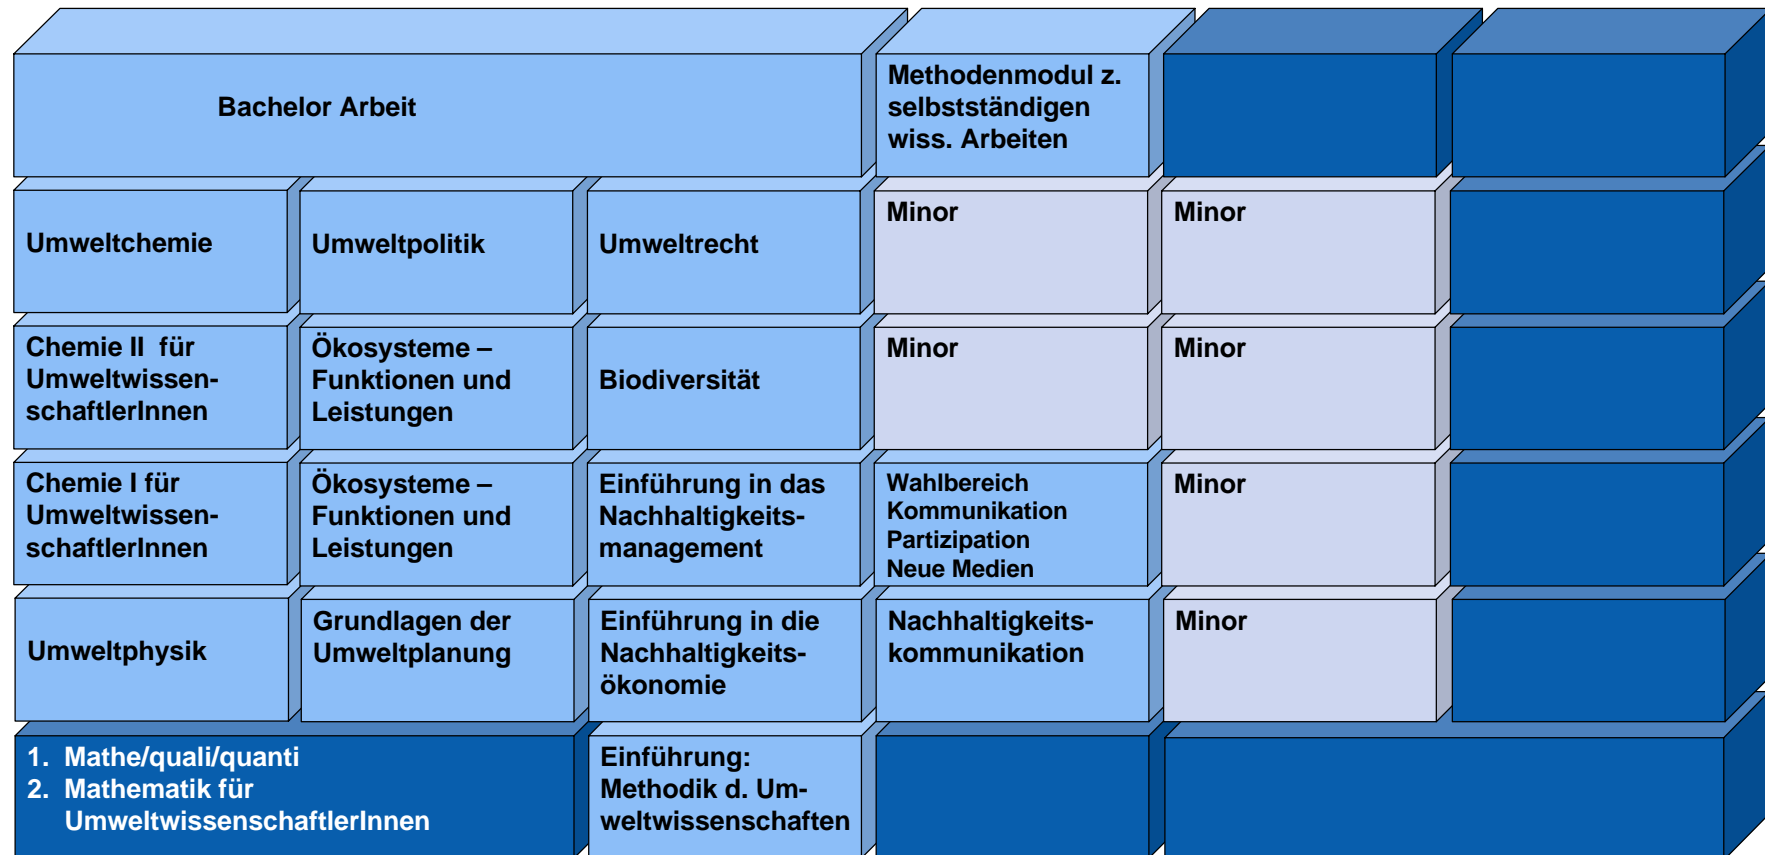 Bachelor Arbeit
Methodenmodul z.
selbstständigen
wiss. Arbeiten
Umweltchemie
Umweltpolitik
Umweltrecht
Minor
Minor
Chemie II für
Umweltwissen-
schaftlerInnen
Ökosysteme –
Funktionen und
Leistungen
Biodiversität
Minor
Minor
Chemie I für
Umweltwissen-
schaftlerInnen
Ökosysteme –
Funktionen und
Leistungen
Einführung in das
Nachhaltigkeits-
management
Wahlbereich
Kommunikation
Partizipation
Neue Medien
Minor
Umweltphysik
Grundlagen der
Umweltplanung
Einführung in die
Nachhaltigkeits-
ökonomie
Nachhaltigkeits-
kommunikation
Minor
1. Mathe/quali/quanti
2. Mathematik für
UmweltwissenschaftlerInnen
Einführung:
Methodik d. Um-
weltwissenschaften